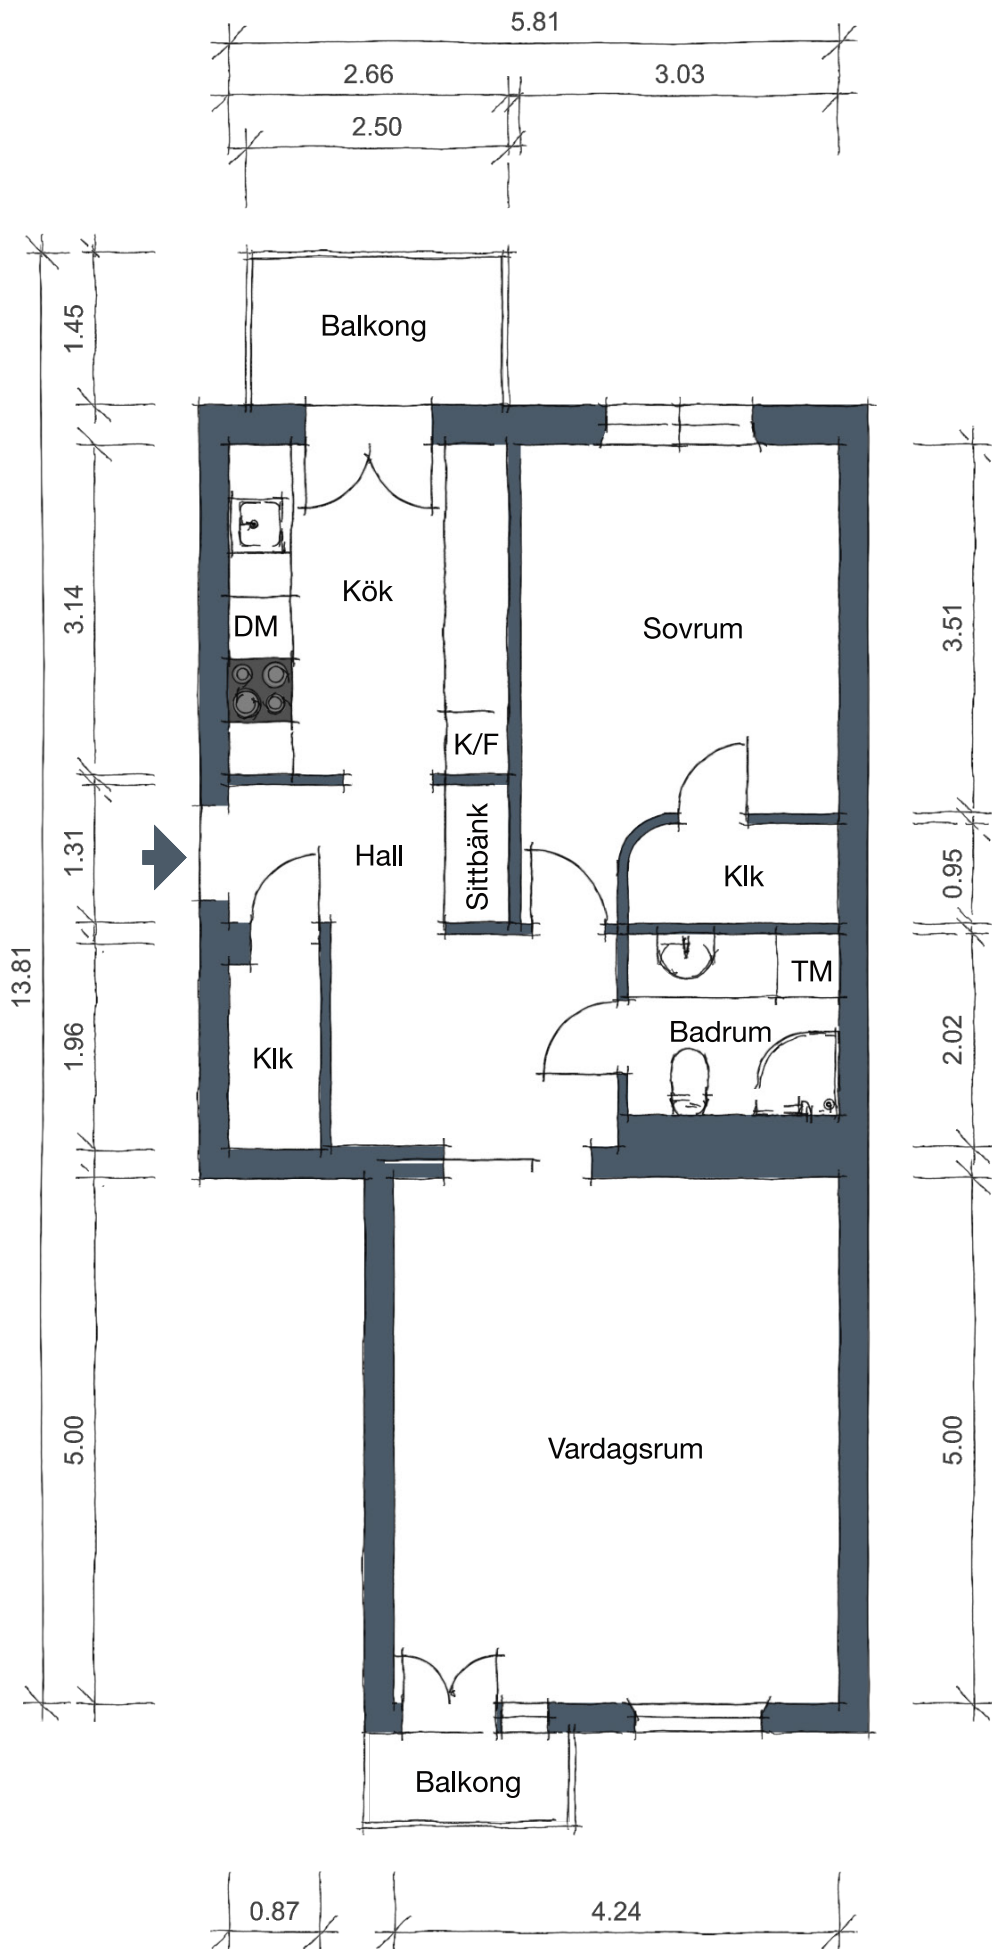 5.81
2.66
3.03
2.50
1.45
Balkong
3.14
Kök
DM
Sovrum
3.51
K/F
1.31
Hall
Sittbänk
Klk
0.95
13.81
TM
1.96
Klk
Badrum
2.02
5.00
Vardagsrum
5.00
Balkong
0.87
4.24